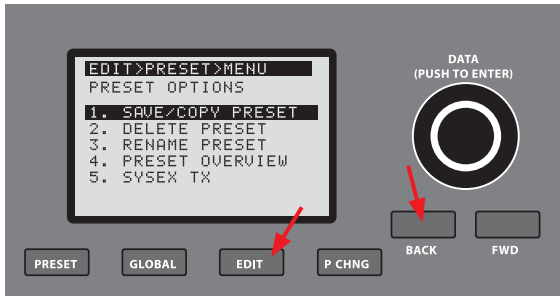 EDIT>PRESET>MENU
PRESET OPTIONS
1. SAVE/COPY PRESET
2. DELETE PRESET
3. RENAME PRESET
4. PRESET OVERVIEW
5. SYSEX TX
DATA
(PUSH TO ENTER)
BACK
FWD
PRESET
GLOBAL
EDIT
P CHNG